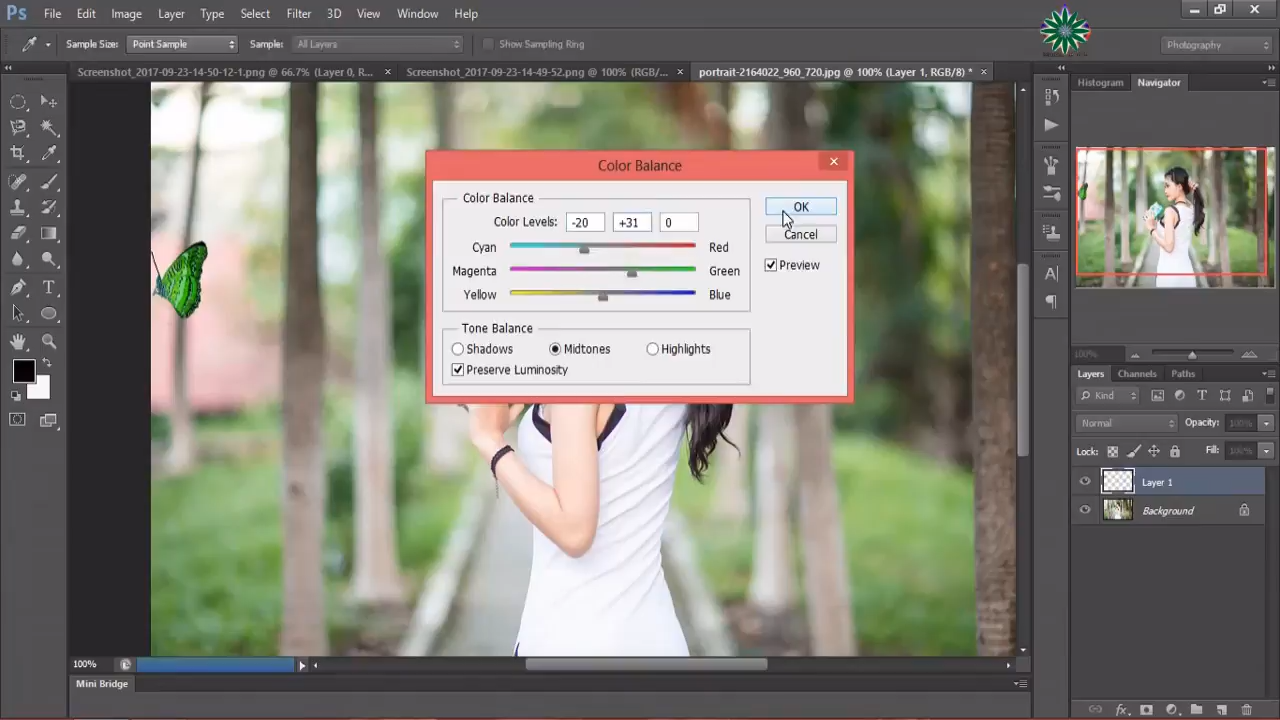 Ps File Edit Image Layer Type Select Filter 3D View Window Help
Sample Size: Point Sample Sample: All Layers Show Sampling Ring Photography
Screenshot_2017-09-23-14-50-12-1.png @ 66.7% (Layer 0, R... × Screenshot_2017-09-23-14-49-52.png @ 100% (RGB/... × portrait-2164022_960_720.jpg @ 100% (Layer 1, RGB/8) * ×
Histogram Navigator
Color Balance
Color Balance
Color Levels: -20 +31 0
Cyan Red
Magenta Green
Yellow Blue
OK
Cancel
Preview
Tone Balance
Shadows Midtones Highlights
Preserve Luminosity
100%
Layers Channels Paths
Kind
Normal Opacity: 100%
Lock: Fill: 100%
Layer 1
Background
100%
Mini Bridge